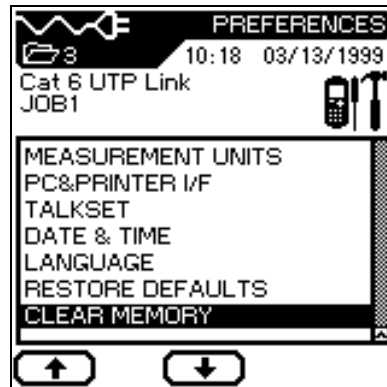 PREFERENCES
3 10:18 03/13/1999
Cat 6 UTP Link
JOB1
MEASUREMENT UNITS
PC&PRINTER I/F
TALKSET
DATE & TIME
LANGUAGE
RESTORE DEFAULTS
CLEAR MEMORY